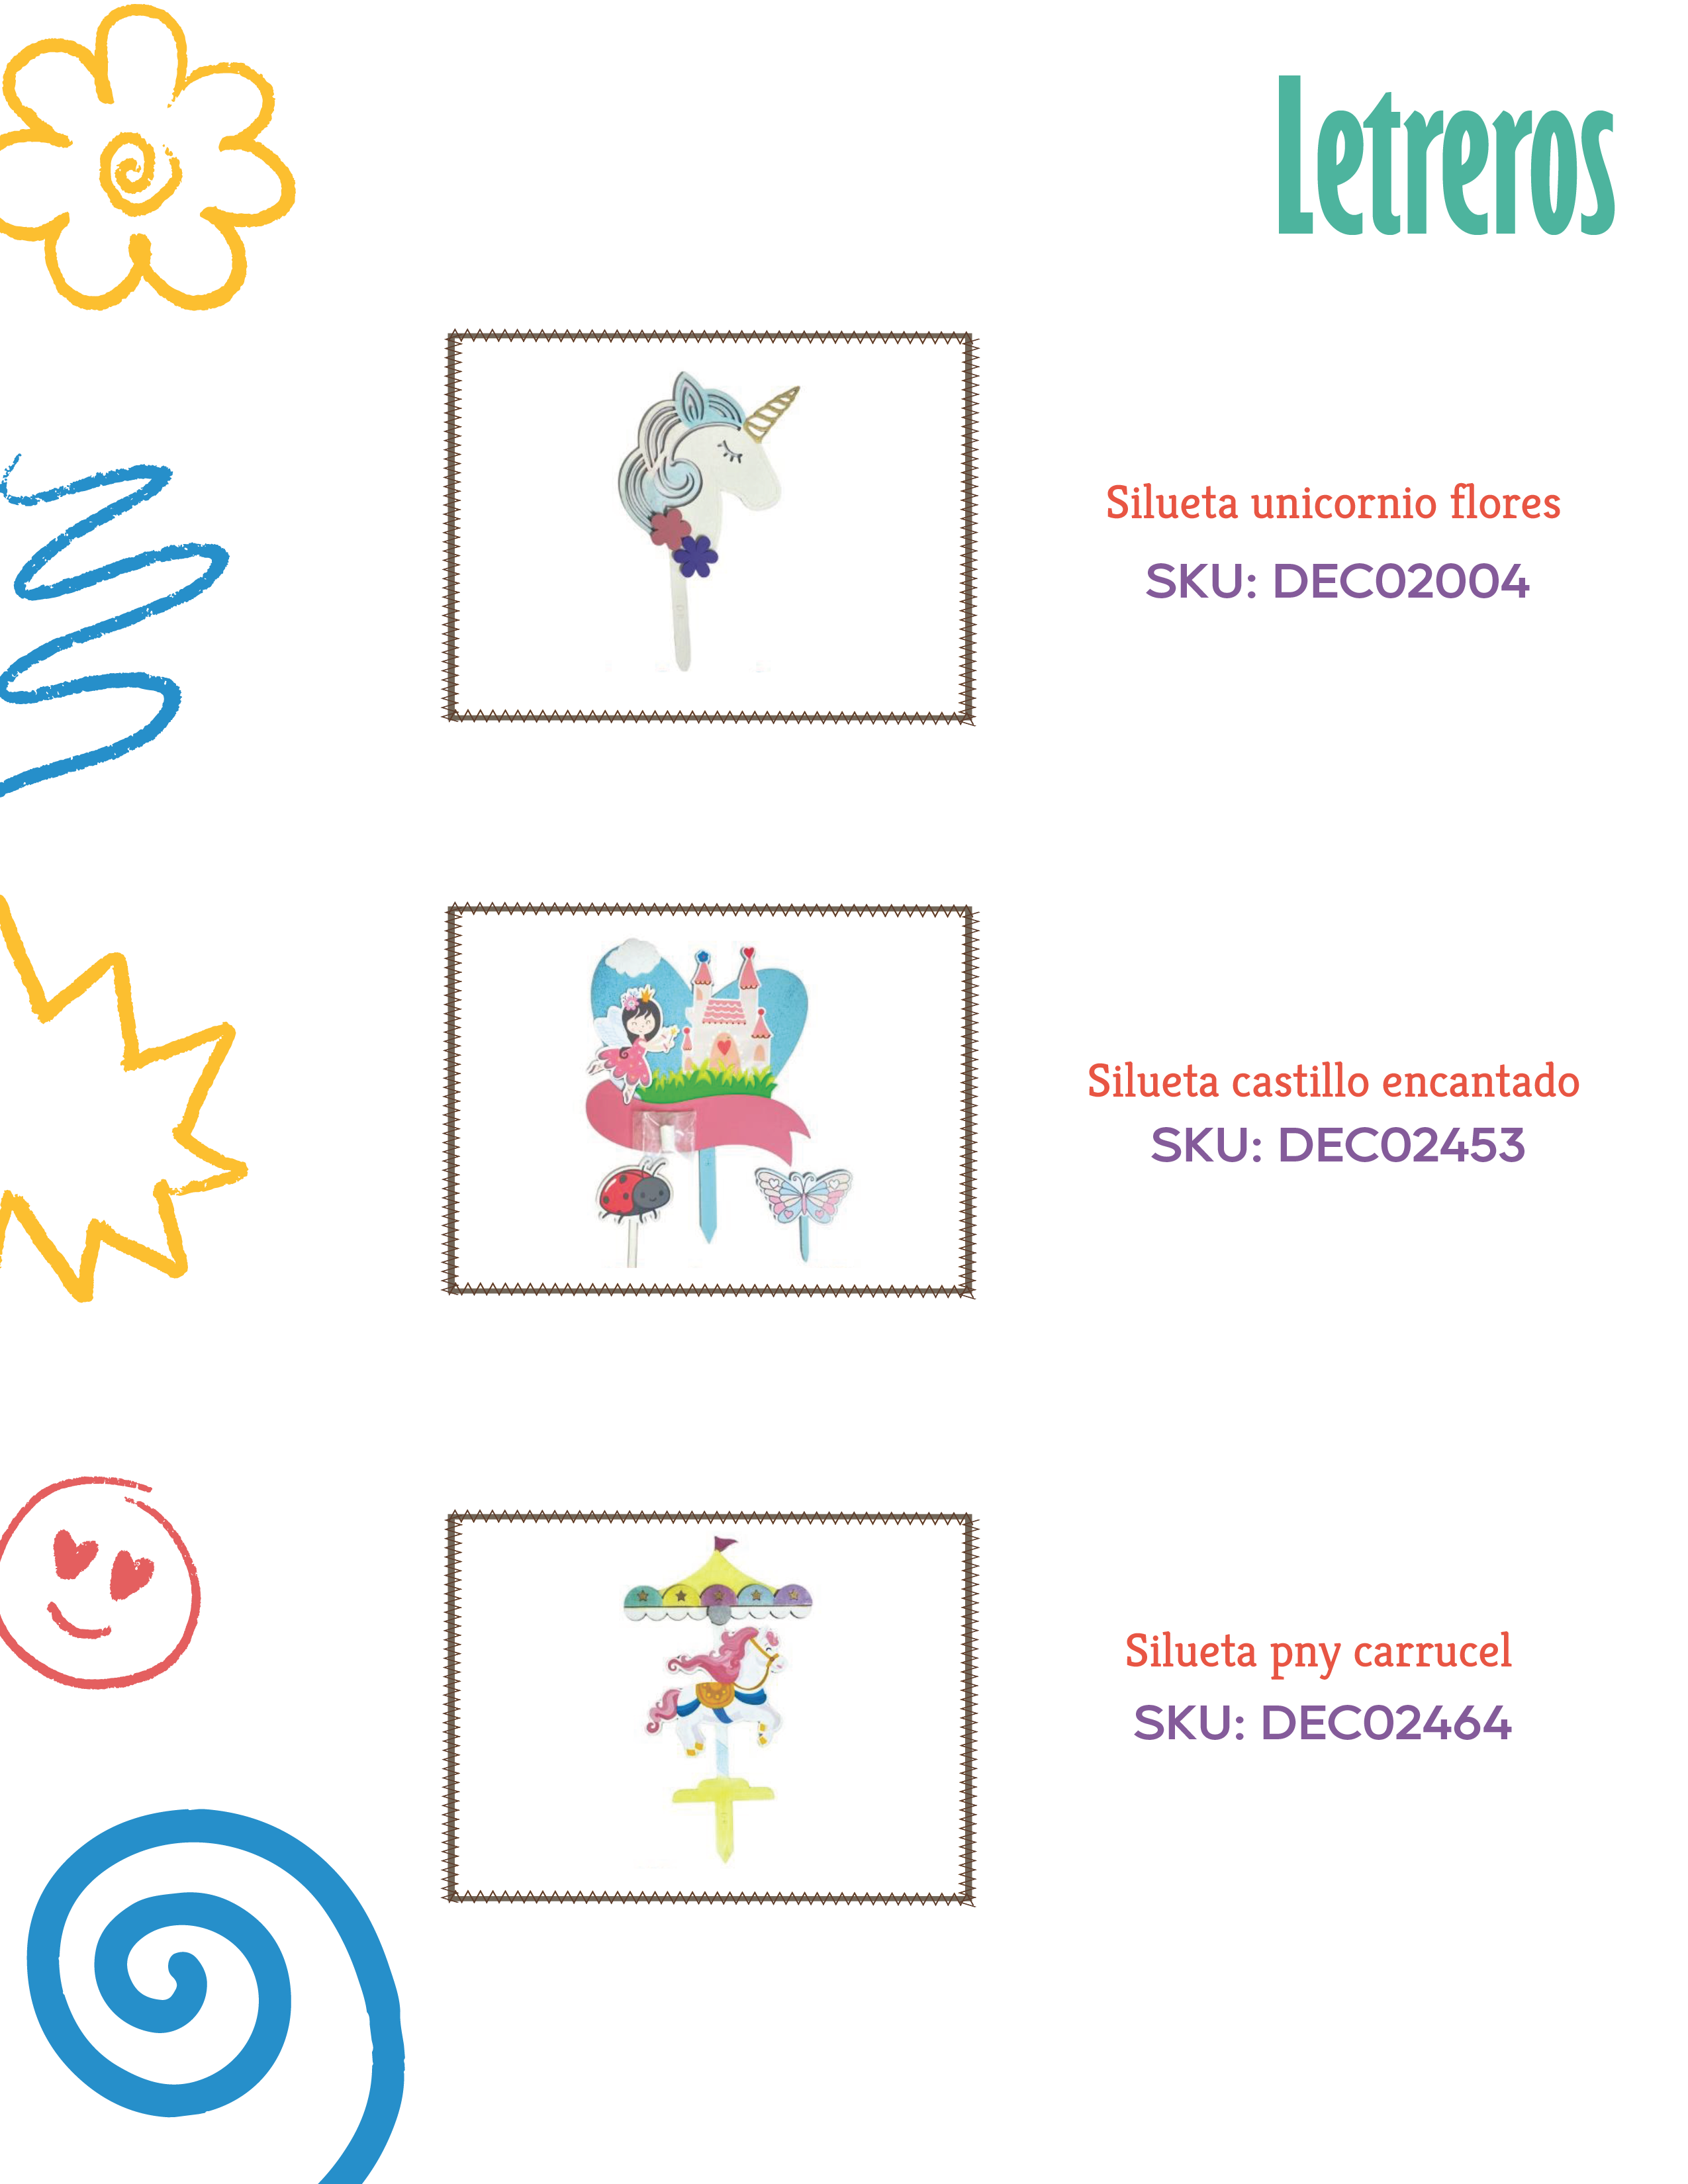 Letreros
Silueta unicornio flores
SKU: DEC02004
Silueta castillo encantado
SKU: DEC02453
Silueta pny carrucel
SKU: DEC02464